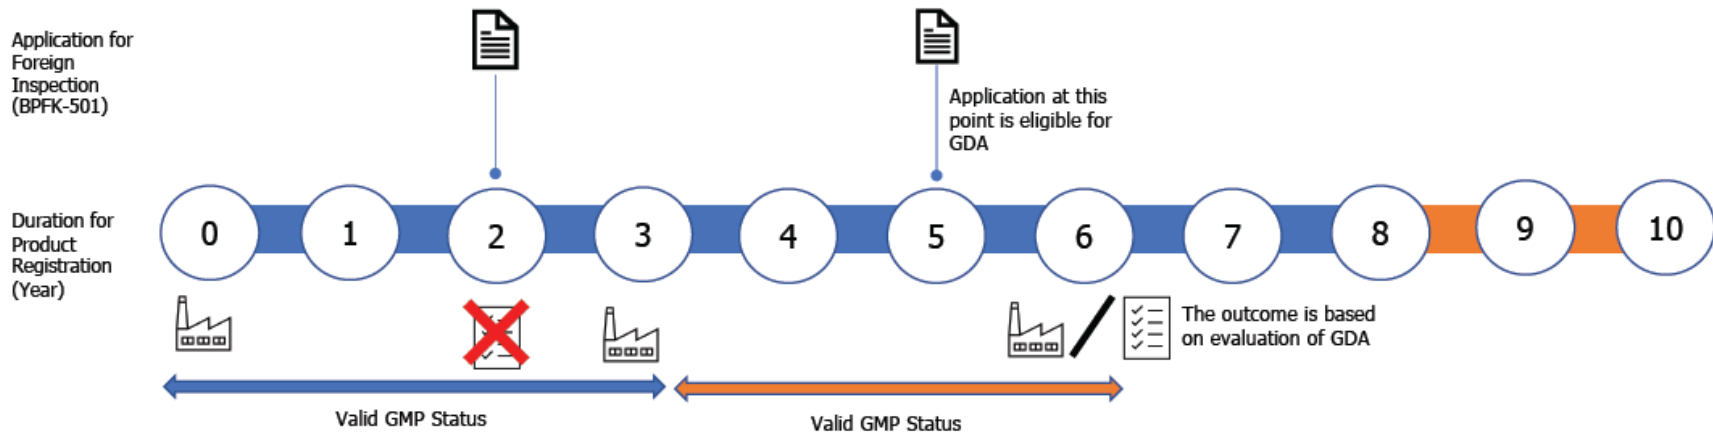 Application for
Foreign
Inspection
(BPFK-501)
Application at this
point is eligible for
GDA
Duration for
Product
Registration
(Year)
0 1 2 3 4 5 6 7 8 9 10
The outcome is based
on evaluation of GDA
Valid GMP Status
Valid GMP Status